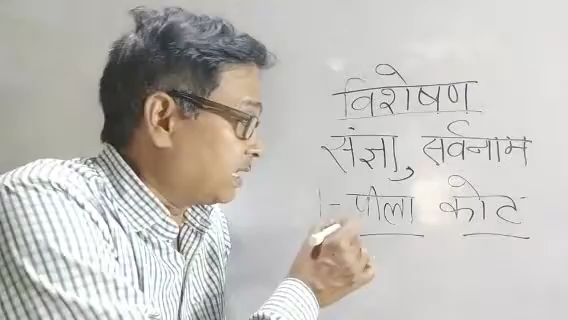 विशेषण
संज्ञा, सर्वनाम
1- पीला कोट